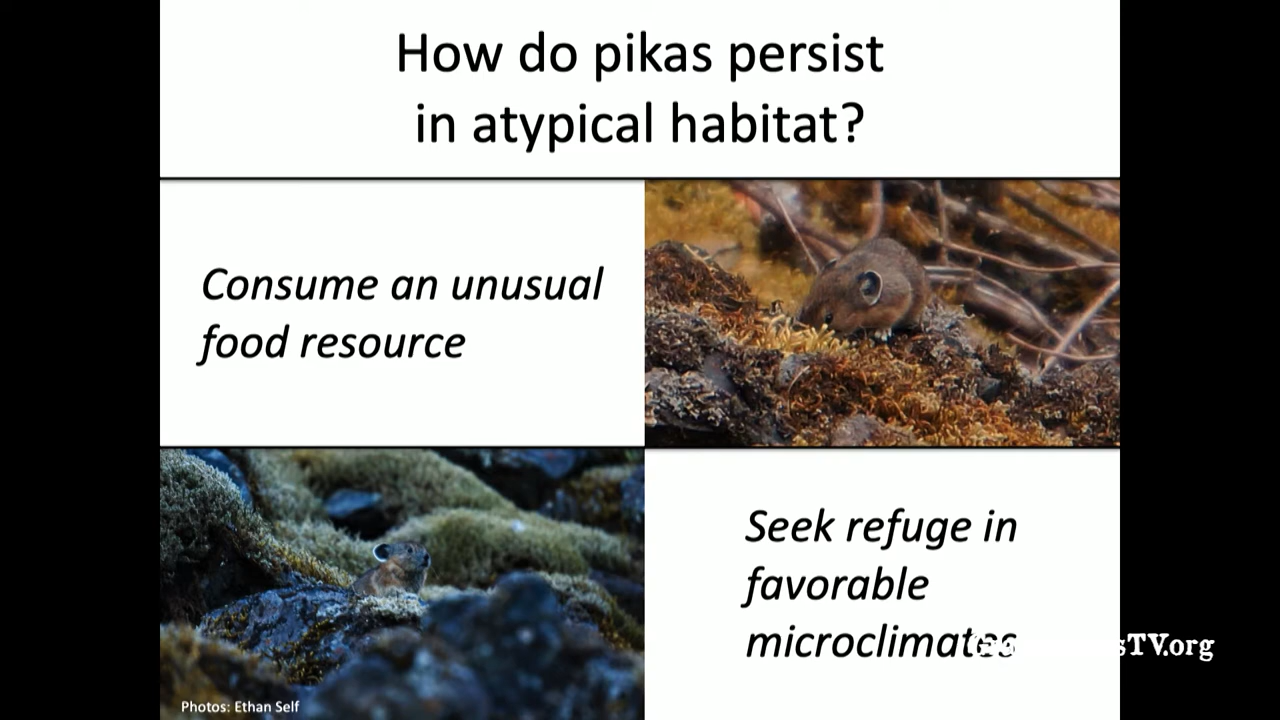 How do pikas persist
in atypical habitat?
Consume an unusual
food resource
Seek refuge in
favorable
microclimates
Photos: Ethan Self